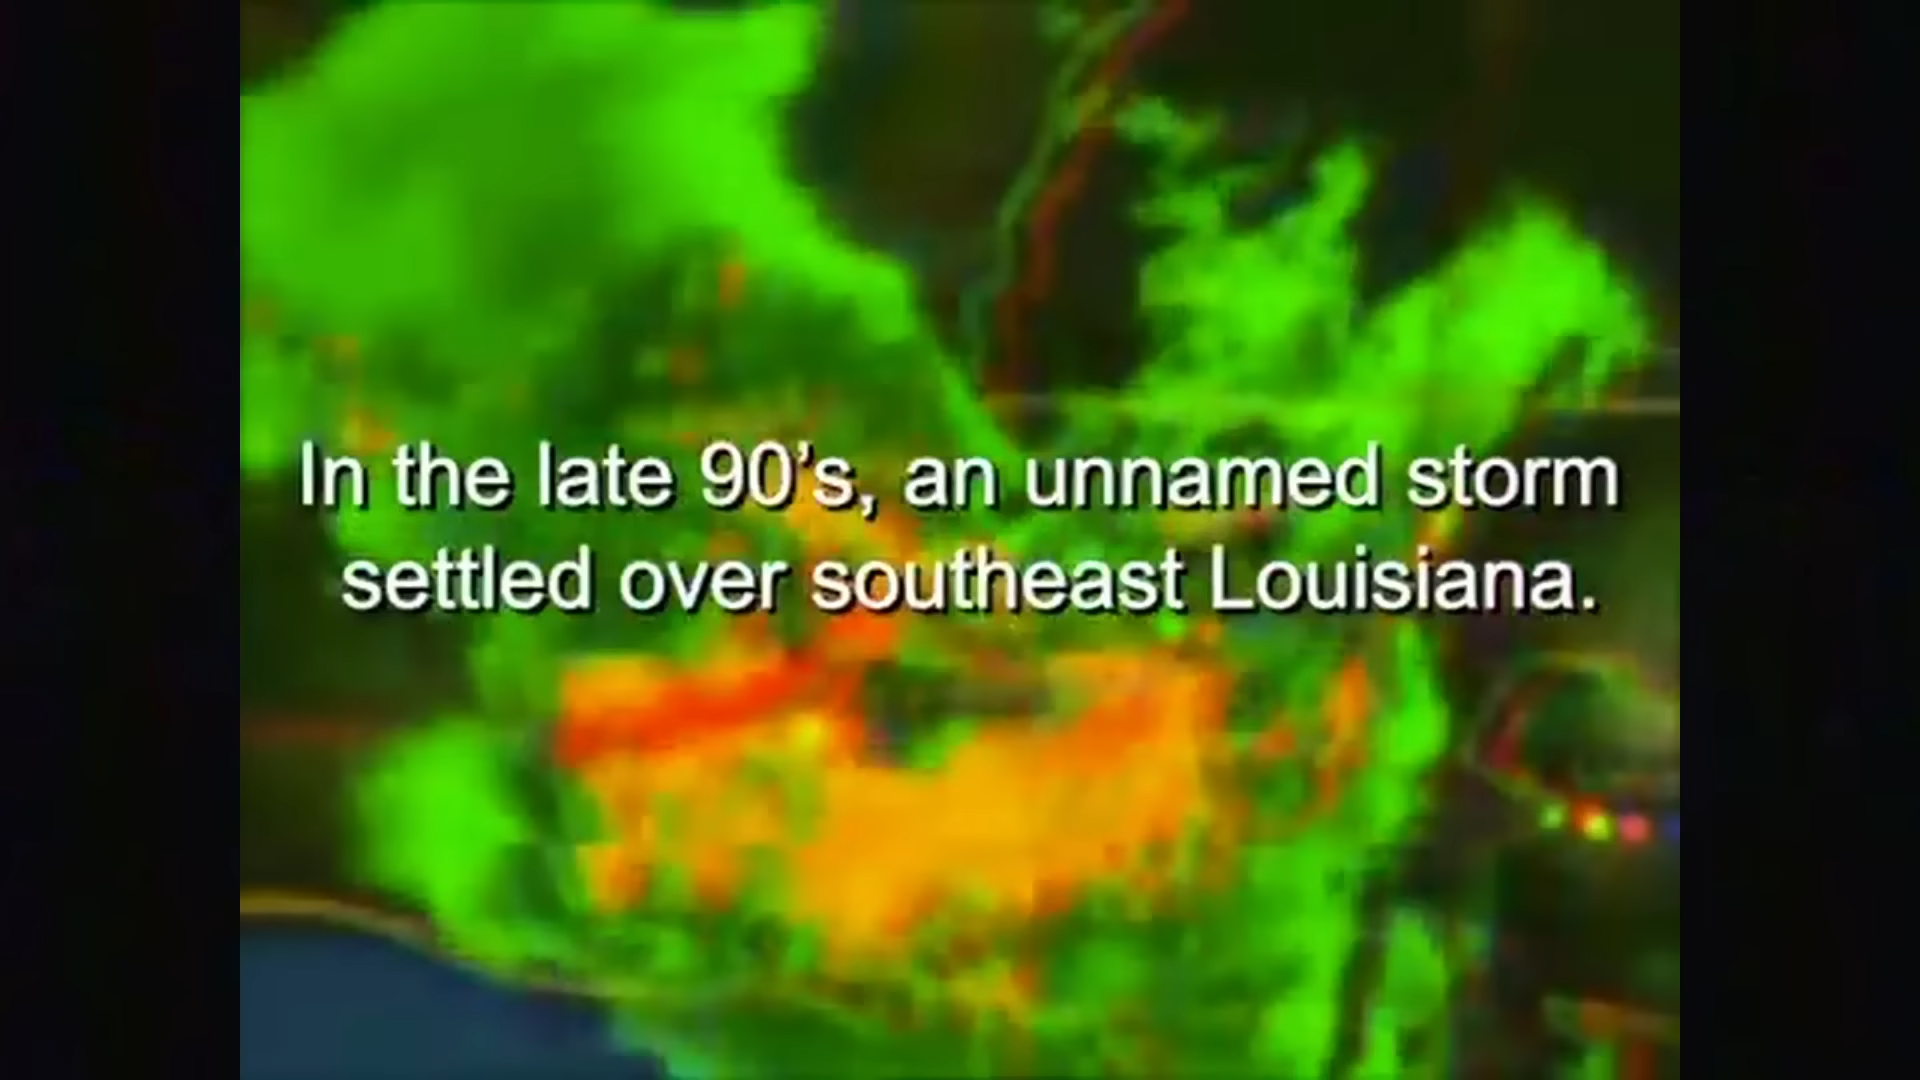 In the late 90's, an unnamed storm
settled over southeast Louisiana.